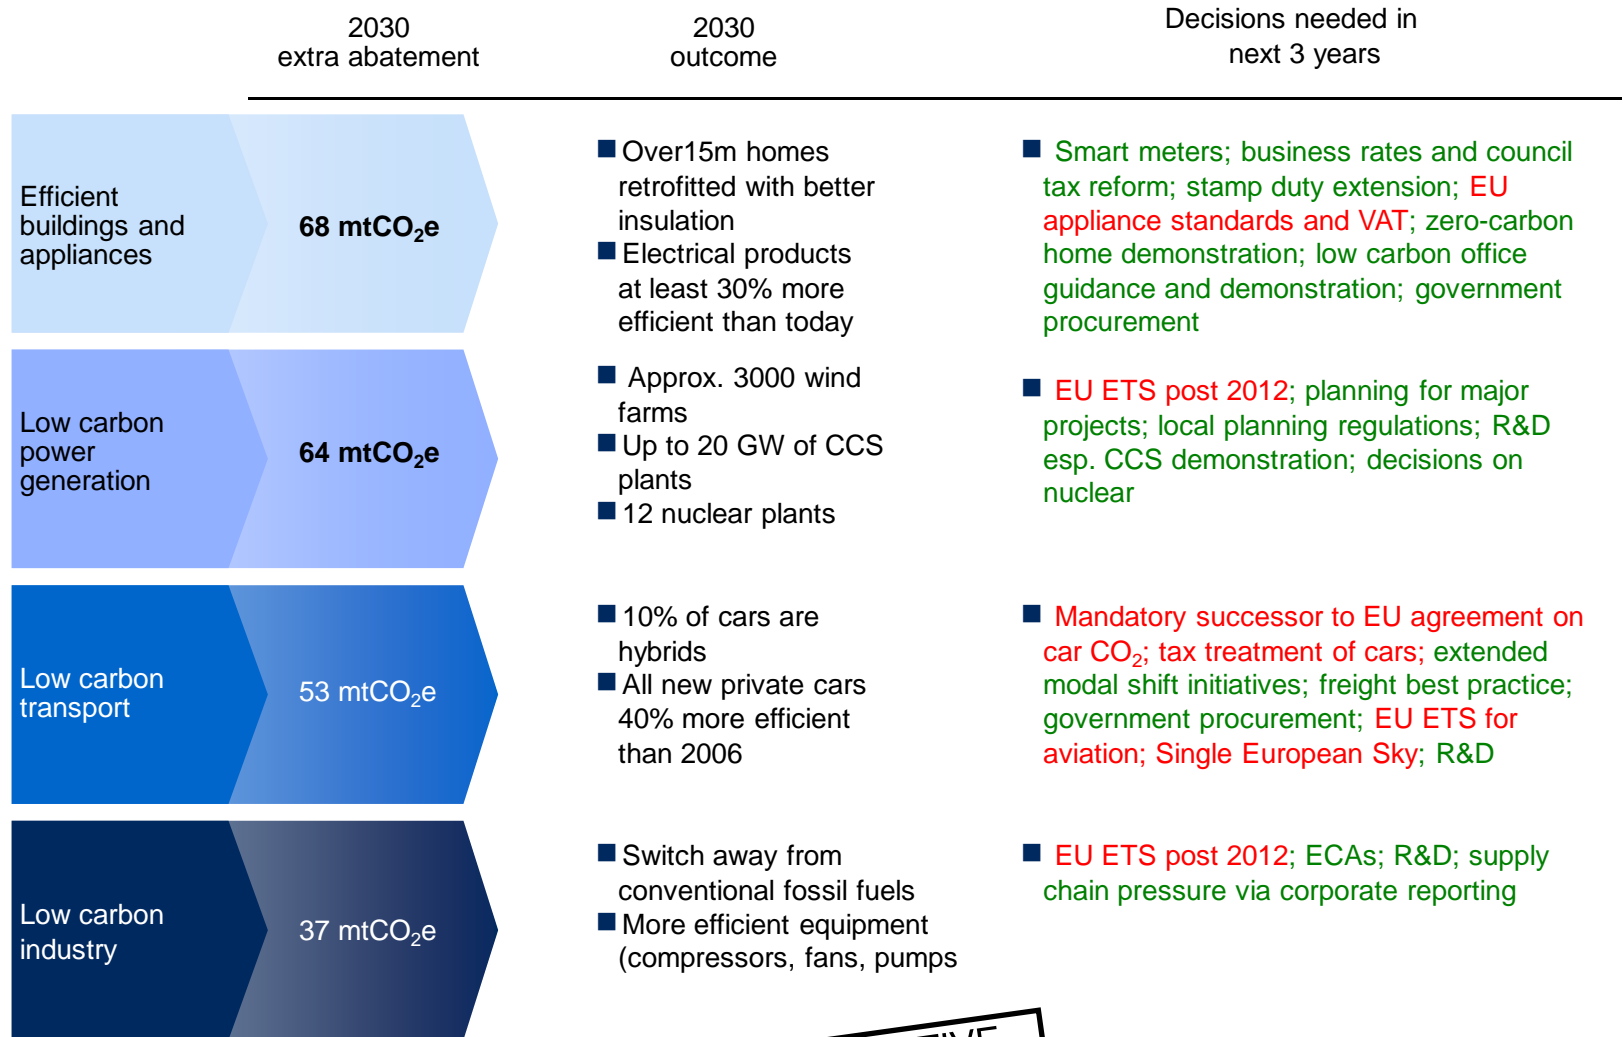 2030
extra abatement
2030
outcome
Decisions needed in
next 3 years
Efficient
buildings and
appliances
68 mtCO₂e
Over15m homes
retrofitted with better
insulation
Electrical products
at least 30% more
efficient than today
Smart meters; business rates and council
tax reform; stamp duty extension; EU
appliance standards and VAT; zero-carbon
home demonstration; low carbon office
guidance and demonstration; government
procurement
Low carbon
power
generation
64 mtCO₂e
Approx. 3000 wind
farms
Up to 20 GW of CCS
plants
12 nuclear plants
EU ETS post 2012; planning for major
projects; local planning regulations; R&D
esp. CCS demonstration; decisions on
nuclear
Low carbon
transport
53 mtCO₂e
10% of cars are
hybrids
All new private cars
40% more efficient
than 2006
Mandatory successor to EU agreement on
car CO₂; tax treatment of cars; extended
modal shift initiatives; freight best practice;
government procurement; EU ETS for
aviation; Single European Sky; R&D
Low carbon
industry
37 mtCO₂e
Switch away from
conventional fossil fuels
More efficient equipment
(compressors, fans, pumps
EU ETS post 2012; ECAs; R&D; supply
chain pressure via corporate reporting